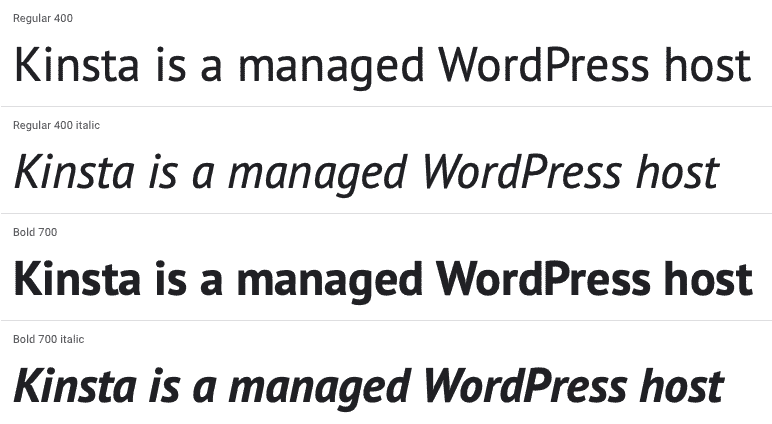 Regular 400
Kinsta is a managed WordPress host
Regular 400 italic
Kinsta is a managed WordPress host
Bold 700
Kinsta is a managed WordPress host
Bold 700 italic
Kinsta is a managed WordPress host